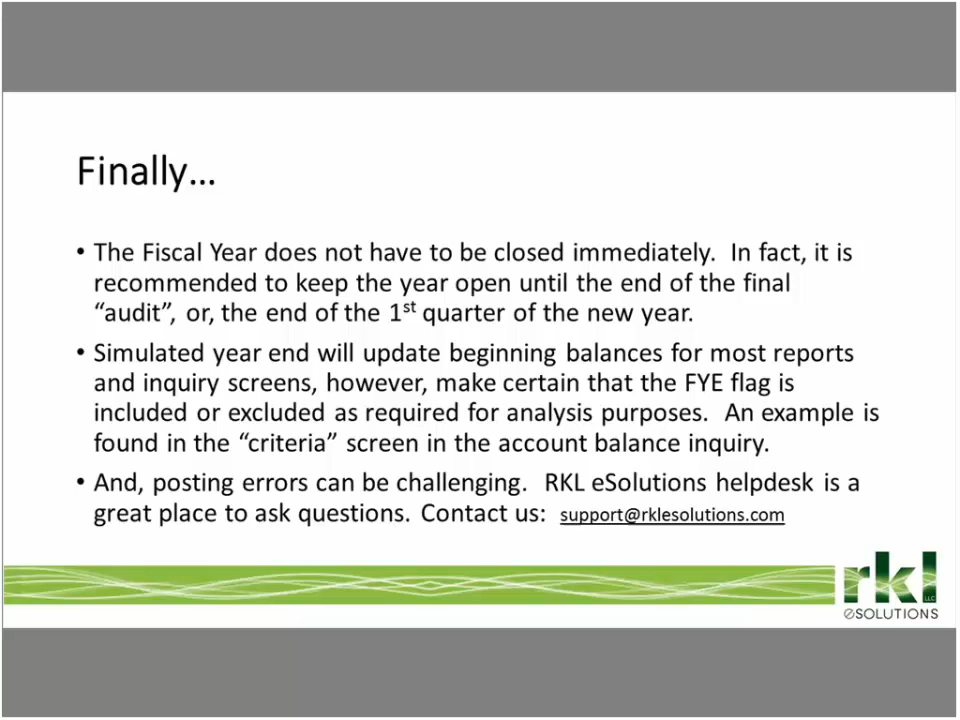 Finally…
• The Fiscal Year does not have to be closed immediately.  In fact, it is
recommended to keep the year open until the end of the final
“audit”, or, the end of the 1st quarter of the new year.
• Simulated year end will update beginning balances for most reports
and inquiry screens, however, make certain that the FYE flag is
included or excluded as required for analysis purposes.  An example is
found in the “criteria” screen in the account balance inquiry.
• And, posting errors can be challenging.  RKL eSolutions helpdesk is a
great place to ask questions.  Contact us:  support@rklesolutions.com
rkl
LLC
eSOLUTIONS